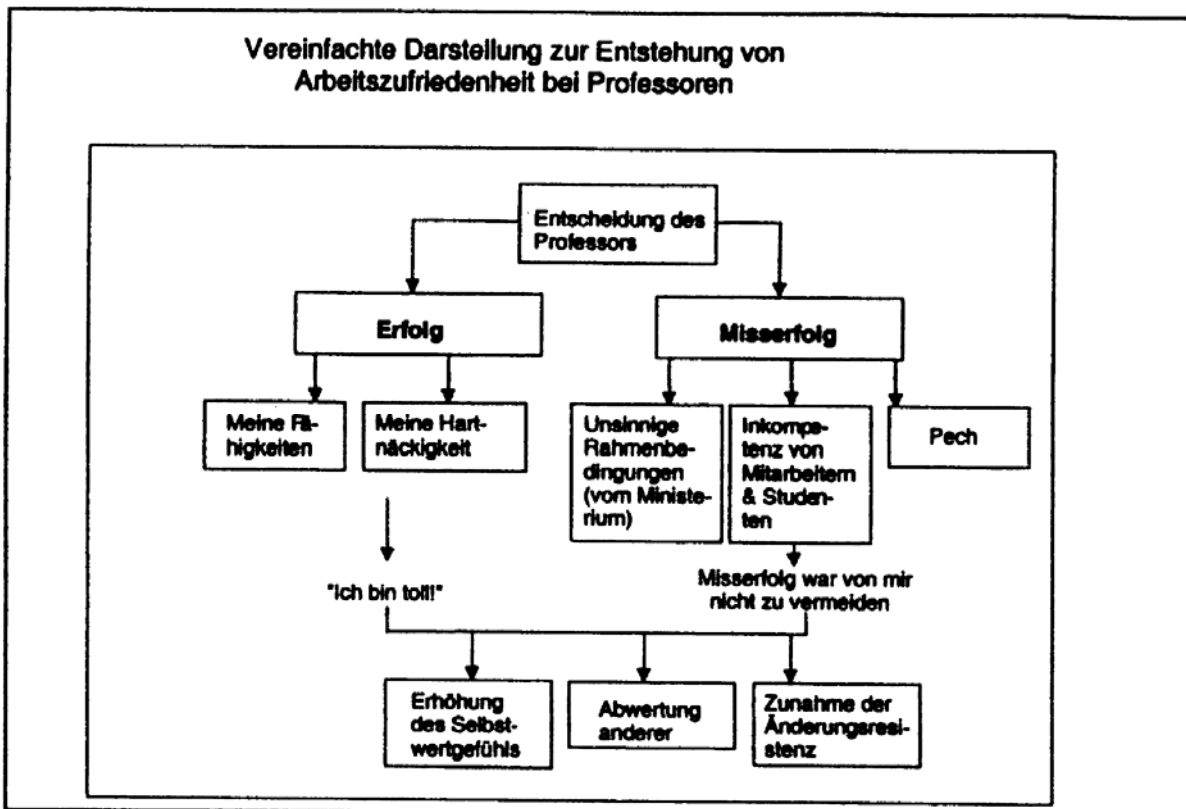 Vereinfachte Darstellung zur Entstehung von
Arbeitszufriedenheit bei Professoren
Entscheidung des
Professors
Erfolg
Misserfolg
Meine Fä-
higkeiten
Meine Hart-
näckigkeit
Unsinnige
Rahmenbe-
dingungen
(vom Ministe-
rium)
Inkompe-
tenz von
Mitarbeitern
& Studen-
ten
Pech
"Ich bin toll!"
Misserfolg war von mir
nicht zu vermeiden
Erhöhung
des Selbst-
wertgefühls
Abwertung
anderer
Zunahme der
Änderungsresi-
stenz